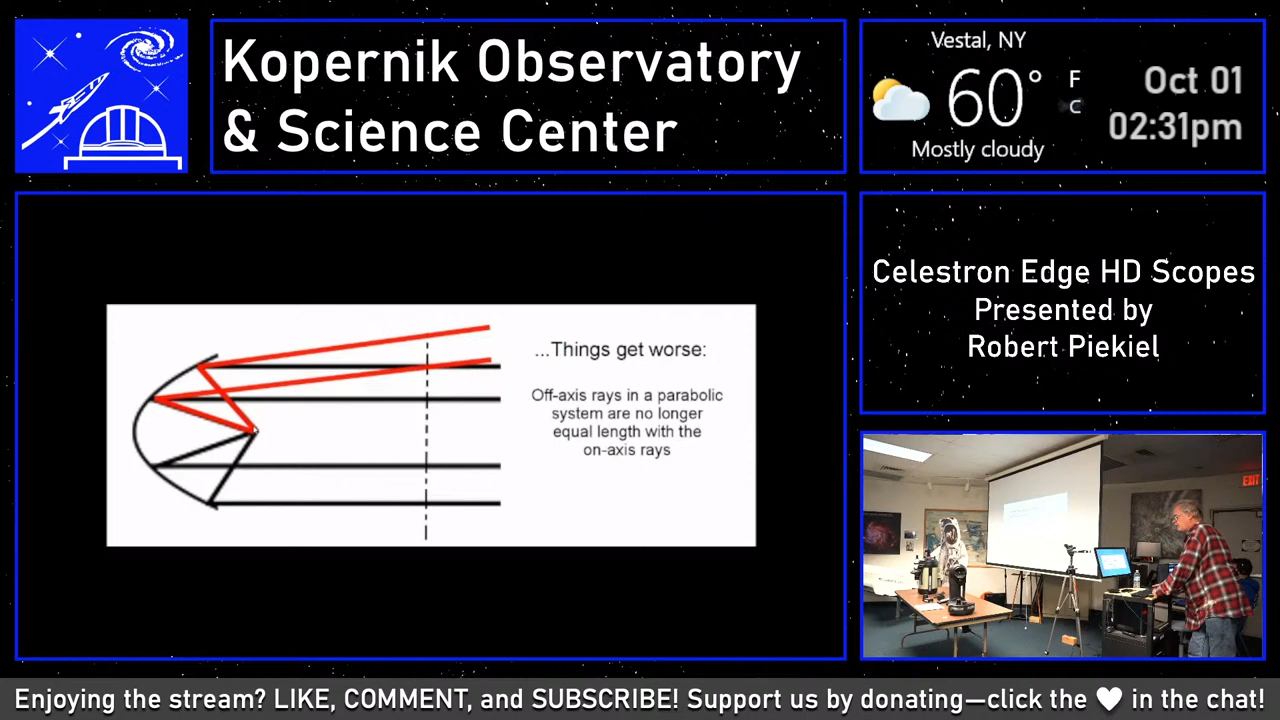 Kopernik Observatory
& Science Center
Vestal, NY
60° F
C
Mostly cloudy
Oct 01
02:31pm
...Things get worse:
Off-axis rays in a parabolic
system are no longer
equal length with the
on-axis rays
Celestron Edge HD Scopes
Presented by
Robert Piekiel
EXIT
Enjoying the stream? LIKE, COMMENT, and SUBSCRIBE! Support us by donating—click the ♥ in the chat!